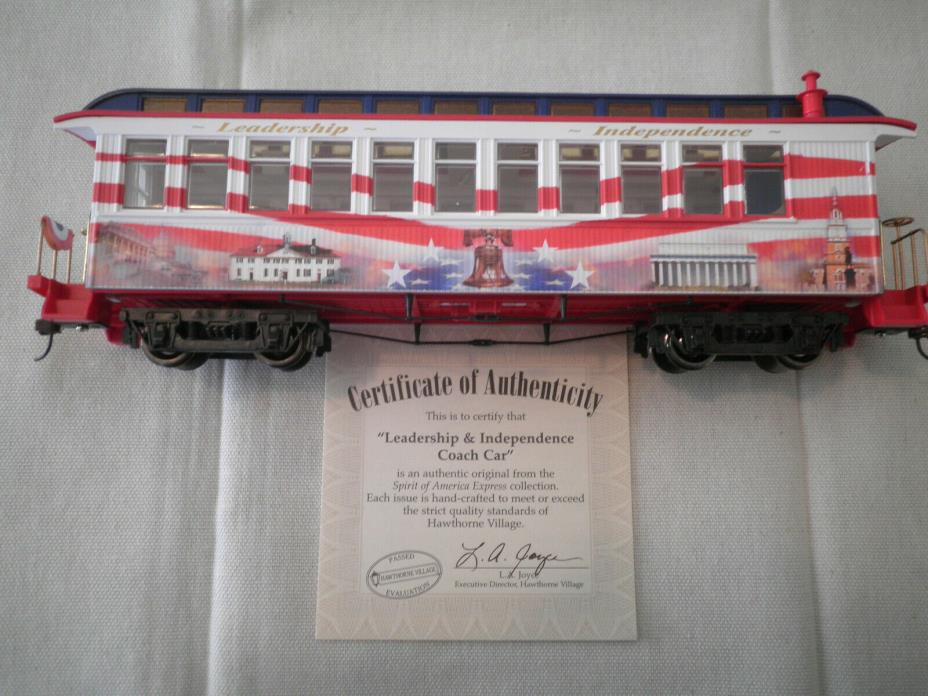 ~ Leadership ~ ~ Independence ~
Certificate of Authenticity
This is to certify that
"Leadership & Independence
Coach Car"
is an authentic original from the
Spirit of America Express collection.
Each issue is hand-crafted to meet or exceed
the strict quality standards of
Hawthorne Village.
PASSED
HAWTHORNE VILLAGE
EVALUATION
L. A. Joyce
L.A. Joyce
Executive Director, Hawthorne Village